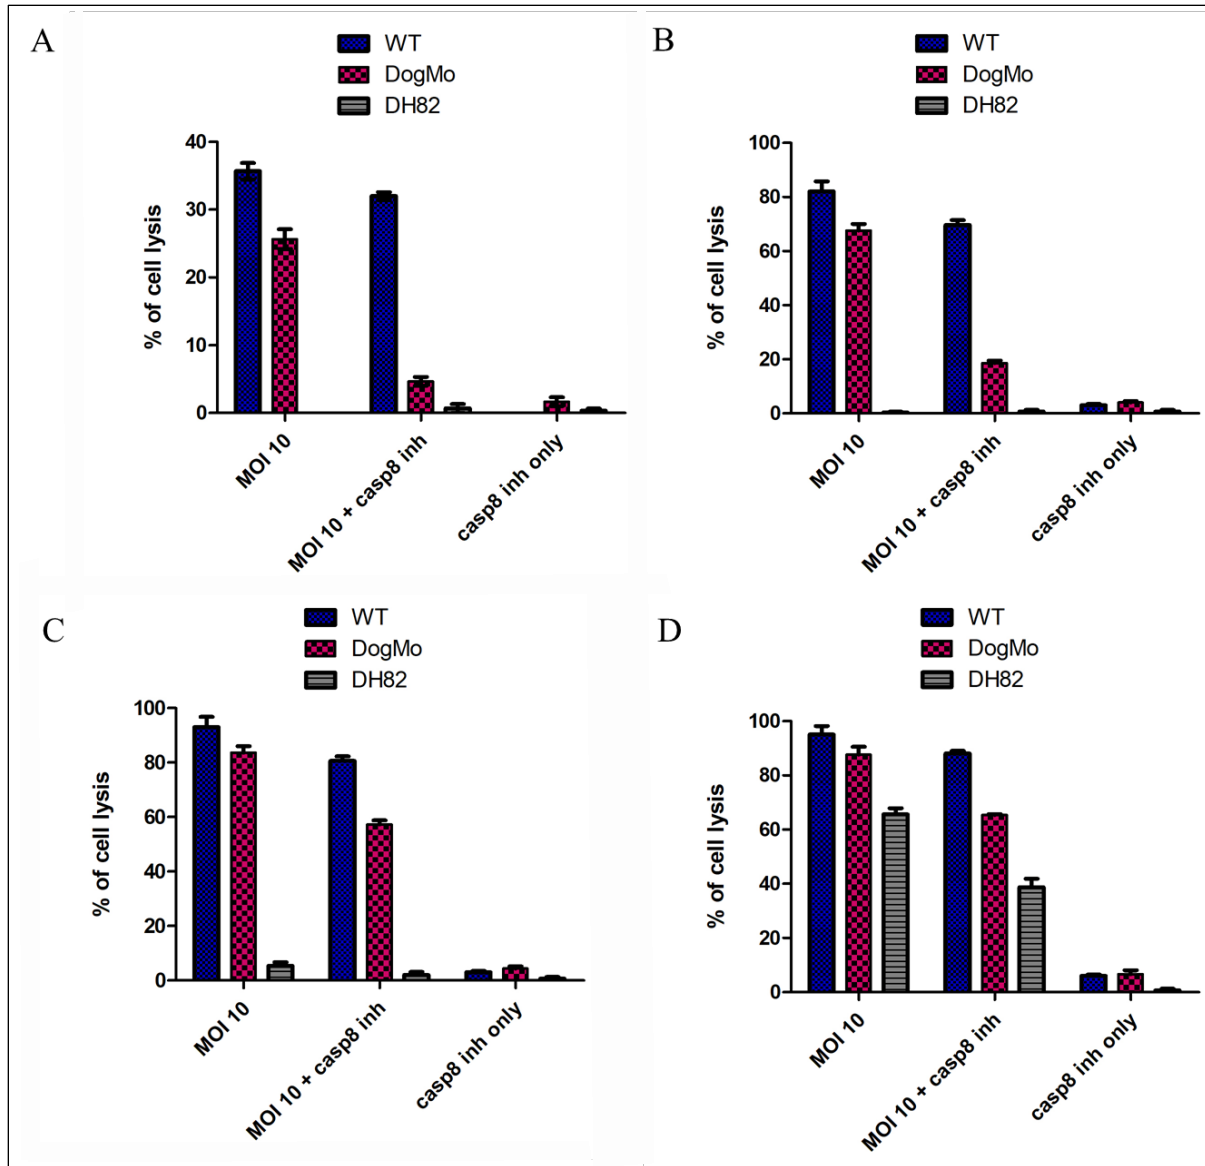 A
WT
DogMo
DH82
% of cell lysis
40
30
20
10
0
MOI 10
MOI 10 + casp8 inh
casp8 inh only
B
WT
DogMo
DH82
% of cell lysis
100
80
60
40
20
0
MOI 10
MOI 10 + casp8 inh
casp8 inh only
C
WT
DogMo
DH82
% of cell lysis
100
80
60
40
20
0
MOI 10
MOI 10 + casp8 inh
casp8 inh only
D
WT
DogMo
DH82
% of cell lysis
100
80
60
40
20
0
MOI 10
MOI 10 + casp8 inh
casp8 inh only